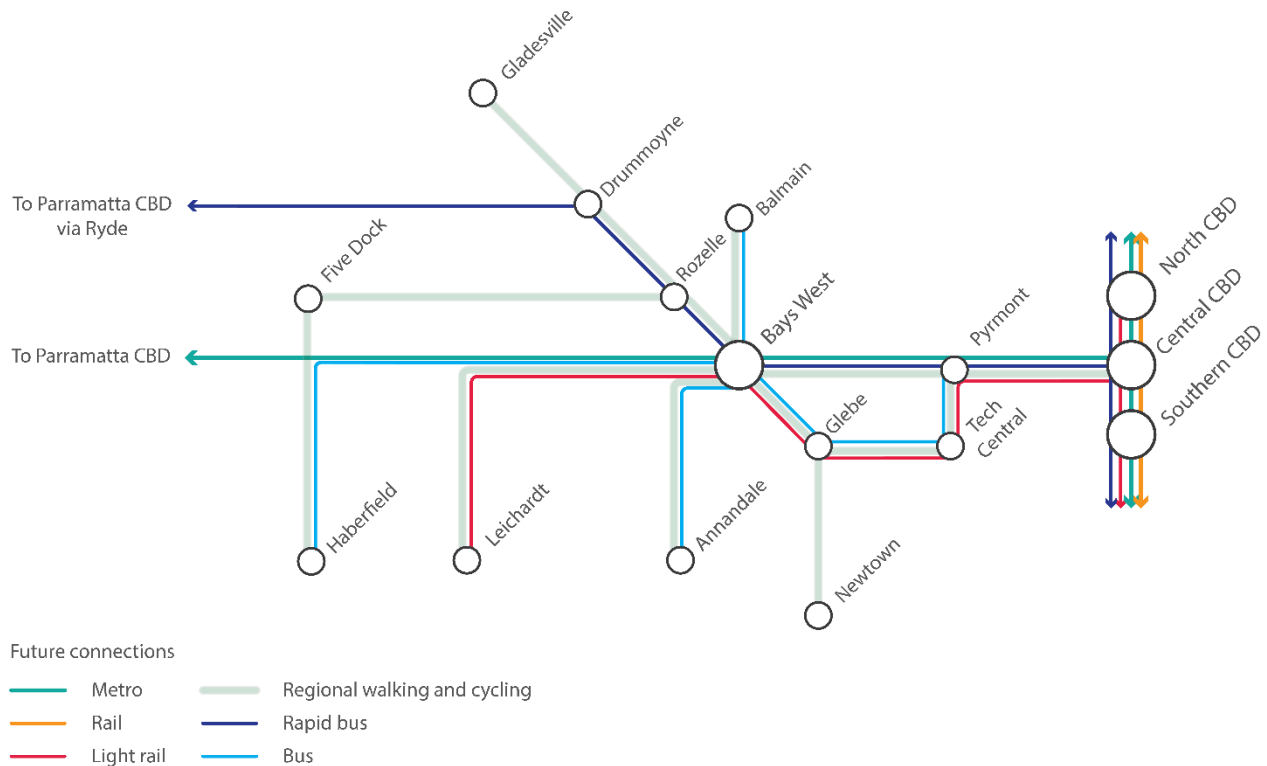 Gladesville
Drummoyne
To Parramatta CBD
via Ryde
Balmain
North CBD
Five Dock
Rozelle
Bays West
Central CBD
Pyrmont
To Parramatta CBD
Southern CBD
Glebe
Tech
Central
Haberfield
Leichardt
Annandale
Newtown
Future connections
Metro
Regional walking and cycling
Rail
Rapid bus
Light rail
Bus